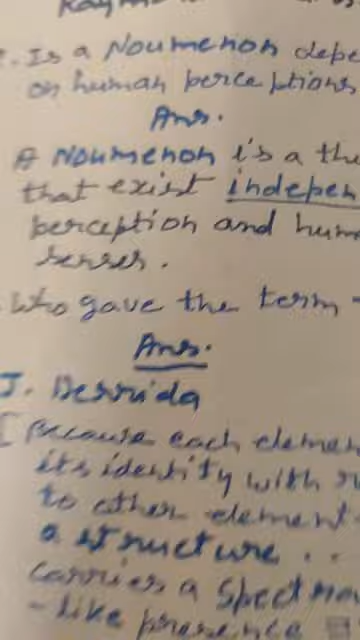 . Is a Noumenon depe
on human perceptions
Ans.
A Noumenon is a the
that exist indepen
perception and hum
senses.
Who gave the term -
Ans.
J. Derrida
[Because each elemen
its identity with r
to other element
a structure ..
carries a spect
-like presence